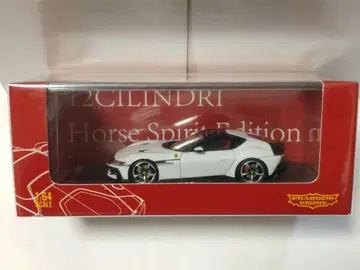 12CILINDRI
Horse Spirit Edition
1:64
SCALE